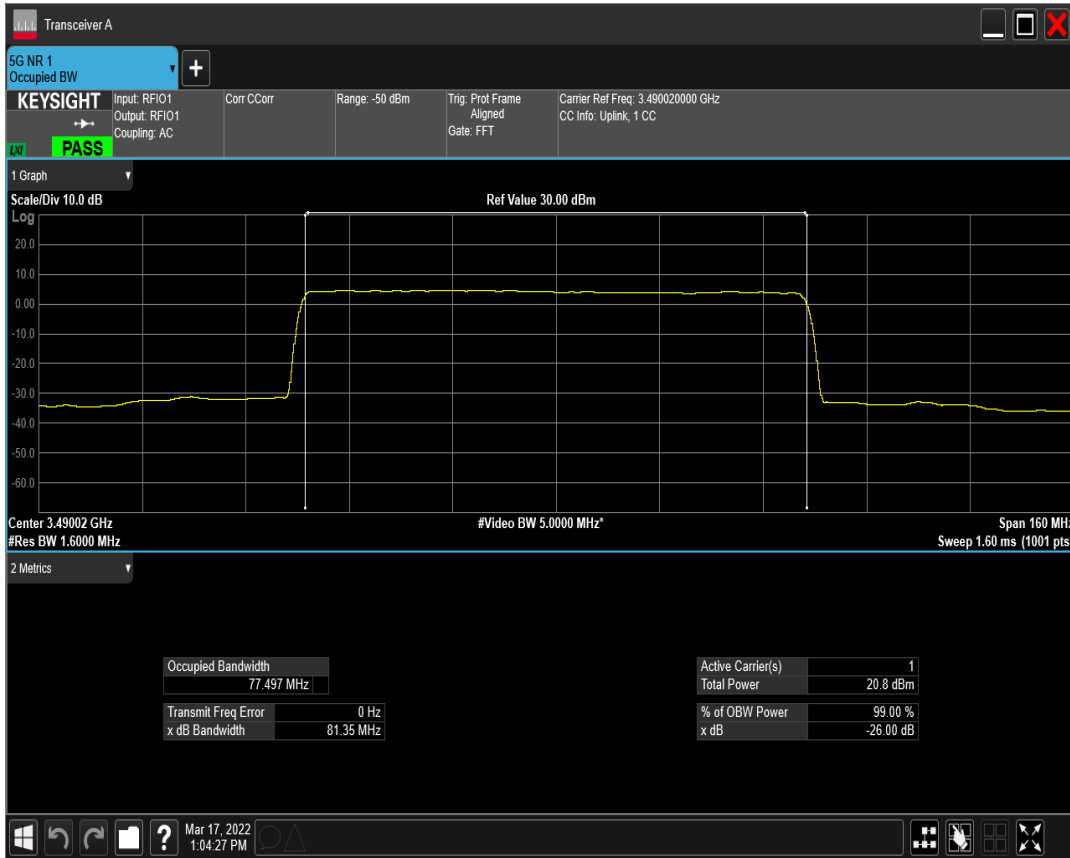 Transceiver A
5G NR 1
Occupied BW
+
KEYSIGHT
LXI
PASS
Input: RFIO1
Output: RFIO1
Coupling: AC
Corr CCorr
Range: -50 dBm
Trig: Prot Frame
Aligned
Gate: FFT
Carrier Ref Freq: 3.490020000 GHz
CC Info: Uplink, 1 CC
1 Graph
Scale/Div 10.0 dB
Ref Value 30.00 dBm
Log
20.0
10.0
0.00
-10.0
-20.0
-30.0
-40.0
-50.0
-60.0
Center 3.49002 GHz
#Video BW 5.0000 MHz*
Span 160 MHz
#Res BW 1.6000 MHz
Sweep 1.60 ms (1001 pts
2 Metrics
Occupied Bandwidth
77.497 MHz
Transmit Freq Error 0 Hz
x dB Bandwidth 81.35 MHz
Active Carrier(s) 1
Total Power 20.8 dBm
% of OBW Power 99.00 %
x dB -26.00 dB
?
Mar 17, 2022
1:04:27 PM